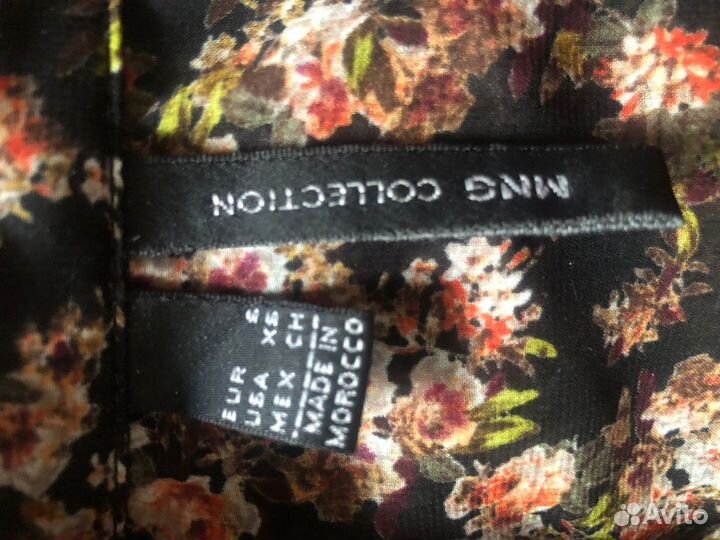 MNG COLLECTION
EUR S
USA XS
MEX CH
MADE IN
MOROCCO
Avito